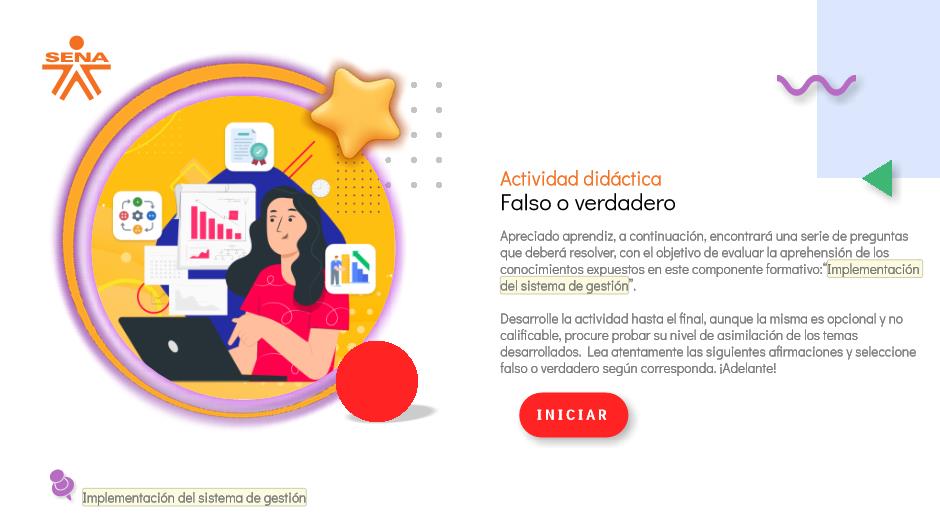 SENA
Actividad didáctica
Falso o verdadero
Apreciado aprendiz, a continuación, encontrará una serie de preguntas
que deberá resolver, con el objetivo de evaluar la aprehensión de los
conocimientos expuestos en este componente formativo:“Implementación
del sistema de gestión”.
Desarrolle la actividad hasta el final, aunque la misma es opcional y no
calificable, procure probar su nivel de asimilación de los temas
desarrollados. Lea atentamente las siguientes afirmaciones y seleccione
falso o verdadero según corresponda. ¡Adelante!
INICIAR
Implementación del sistema de gestión